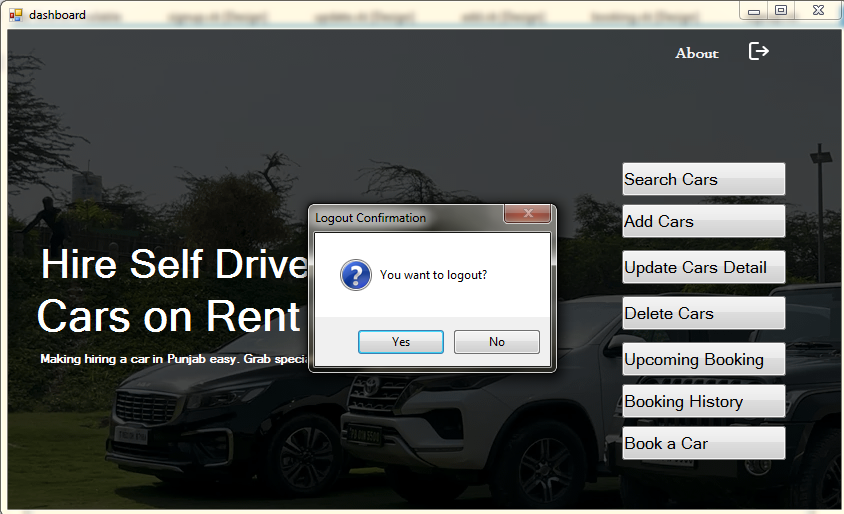 dashboard
About
Search Cars
Add Cars
Logout Confirmation
Hire Self Drive
Update Cars Detail
You want to logout?
Cars on Rent
Delete Cars
Yes
No
Making hiring a car in Punjab easy. Grab specia
Upcoming Booking
Booking History
Book a Car